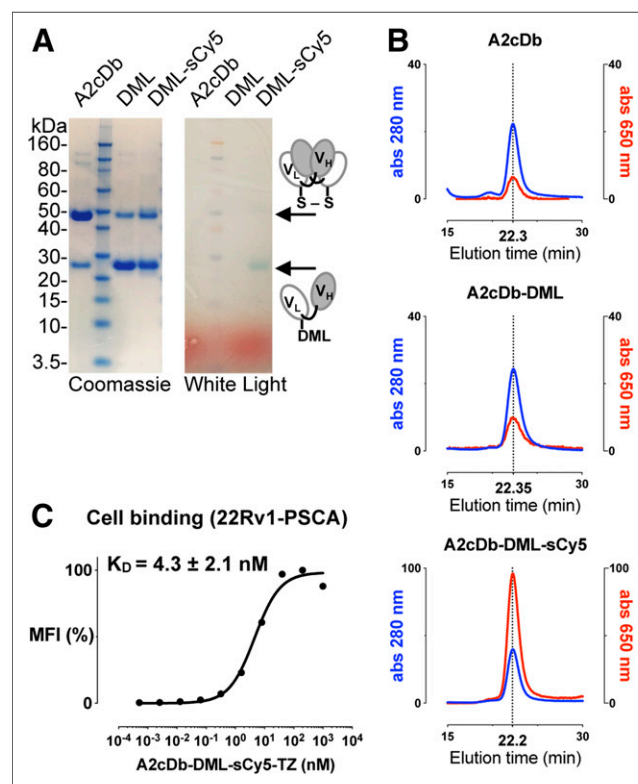 A
A2cDb DML DML-sCy5 A2cDb DML DML-sCy5
kDa
160-
80-
60-
50-
40-
30-
20-
15-
10-
3.5-
Coomassie White Light
VL VH
S – S
VL VH
DML
B
A2cDb
abs 280 nm
abs 650 nm
40 40
0 0
15 22.3 30
Elution time (min)
A2cDb-DML
abs 280 nm
abs 650 nm
40 40
0 0
15 22.35 30
Elution time (min)
A2cDb-DML-sCy5
abs 280 nm
abs 650 nm
100 100
0 0
15 22.2 30
Elution time (min)
C
Cell binding (22Rv1-PSCA)
KD = 4.3 ± 2.1 nM
100
MFI (%)
0
10⁻⁴ 10⁻³ 10⁻² 10⁻¹ 10⁰ 10¹ 10² 10³ 10⁴
A2cDb-DML-sCy5-TZ (nM)